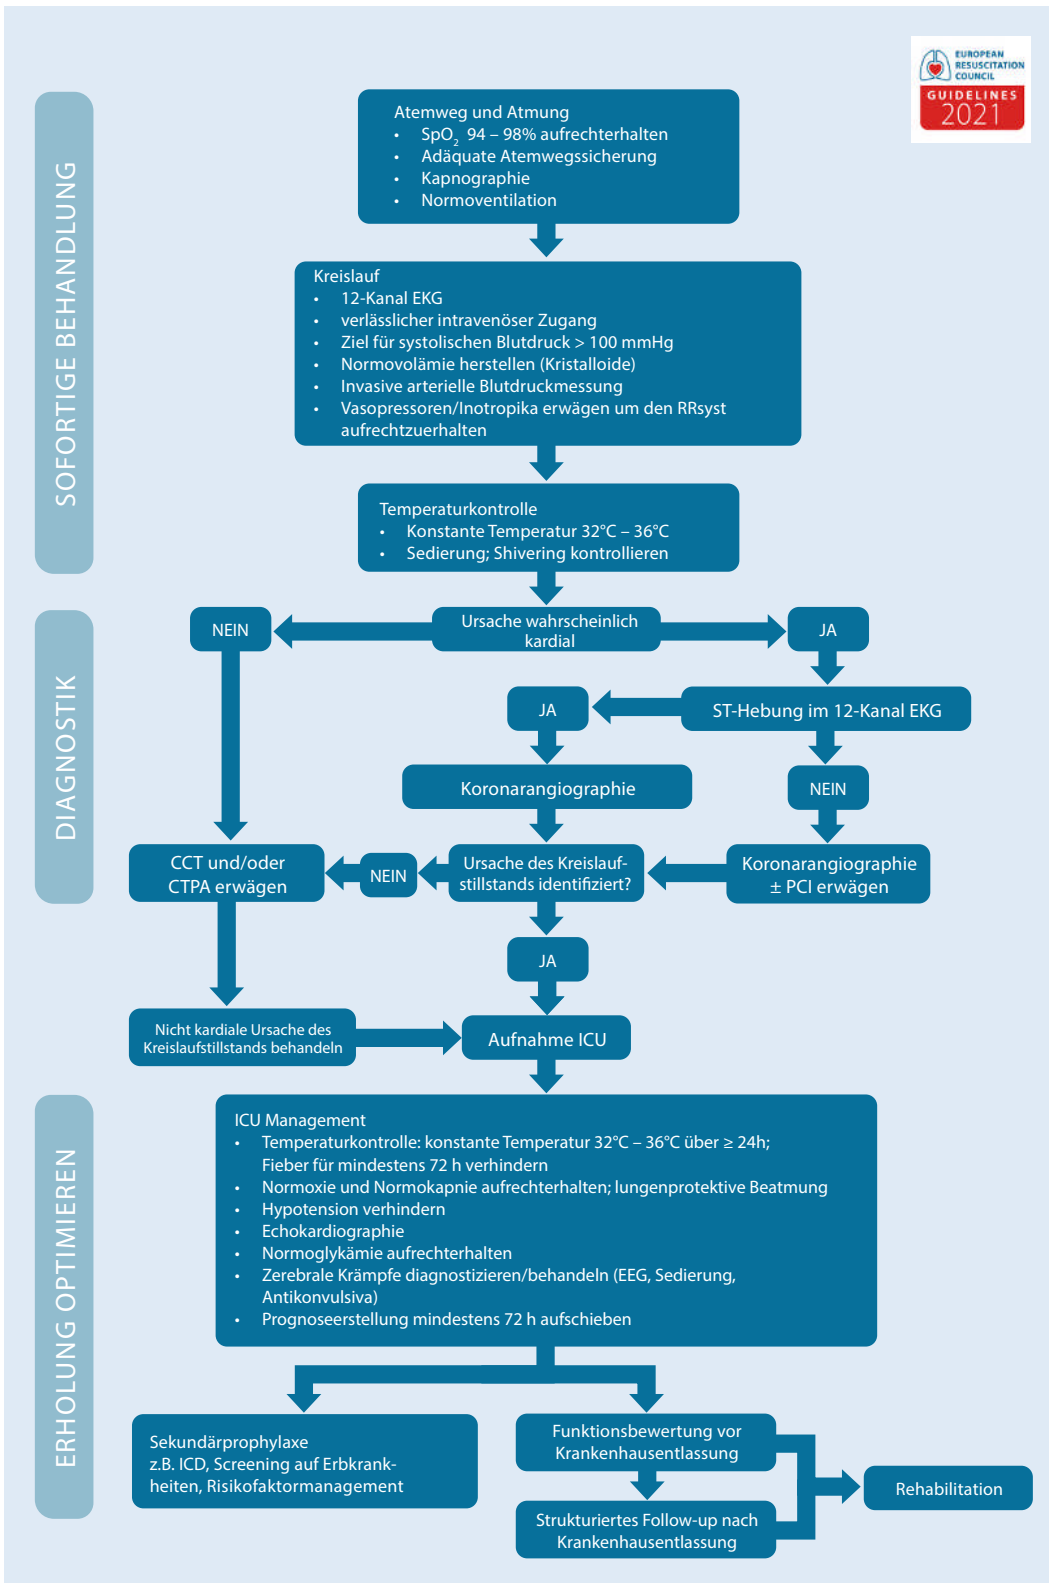 EUROPEAN
RESUSCITATION
COUNCIL
GUIDELINES
2021
SOFORTIGE BEHANDLUNG
Atemweg und Atmung
• SpO₂ 94 – 98% aufrechterhalten
• Adäquate Atemwegssicherung
• Kapnographie
• Normoventilation
Kreislauf
• 12-Kanal EKG
• verlässlicher intravenöser Zugang
• Ziel für systolischen Blutdruck > 100 mmHg
• Normovolämie herstellen (Kristalloide)
• Invasive arterielle Blutdruckmessung
• Vasopressoren/Inotropika erwägen um den RRsyst
aufrechtzuerhalten
Temperaturkontrolle
• Konstante Temperatur 32°C – 36°C
• Sedierung; Shivering kontrollieren
DIAGNOSTIK
NEIN
Ursache wahrscheinlich
kardial
JA
JA
ST-Hebung im 12-Kanal EKG
Koronarangiographie
NEIN
CCT und/oder
CTPA erwägen
NEIN
Ursache des Kreislauf-
stillstands identifiziert?
Koronarangiographie
± PCI erwägen
JA
Nicht kardiale Ursache des
Kreislaufstillstands behandeln
Aufnahme ICU
ERHOLUNG OPTIMIEREN
ICU Management
• Temperaturkontrolle: konstante Temperatur 32°C – 36°C über ≥ 24h;
Fieber für mindestens 72 h verhindern
• Normoxie und Normokapnie aufrechterhalten; lungenprotektive Beatmung
• Hypotension verhindern
• Echokardiographie
• Normoglykämie aufrechterhalten
• Zerebrale Krämpfe diagnostizieren/behandeln (EEG, Sedierung,
Antikonvulsiva)
• Prognoseerstellung mindestens 72 h aufschieben
Sekundärprophylaxe
z.B. ICD, Screening auf Erbkrank-
heiten, Risikofaktormanagement
Funktionsbewertung vor
Krankenhausentlassung
Strukturiertes Follow-up nach
Krankenhausentlassung
Rehabilitation